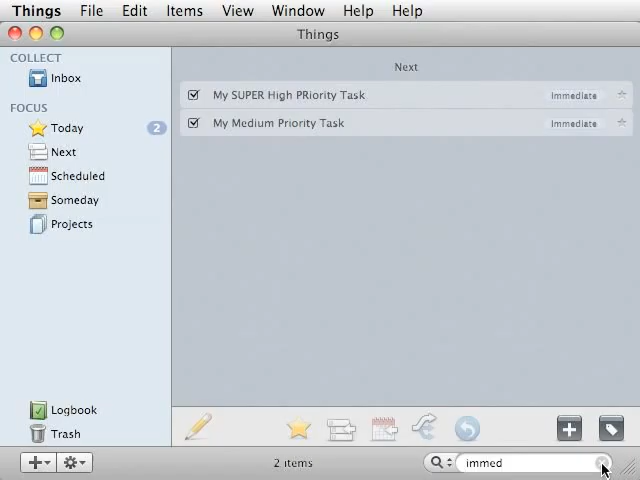 Things File Edit Items View Window Help Help
Things
COLLECT
Inbox
FOCUS
Today 2
Next
Scheduled
Someday
Projects
Logbook
Trash
Next
My SUPER High PRiority Task Immediate
My Medium Priority Task Immediate
2 items
immed